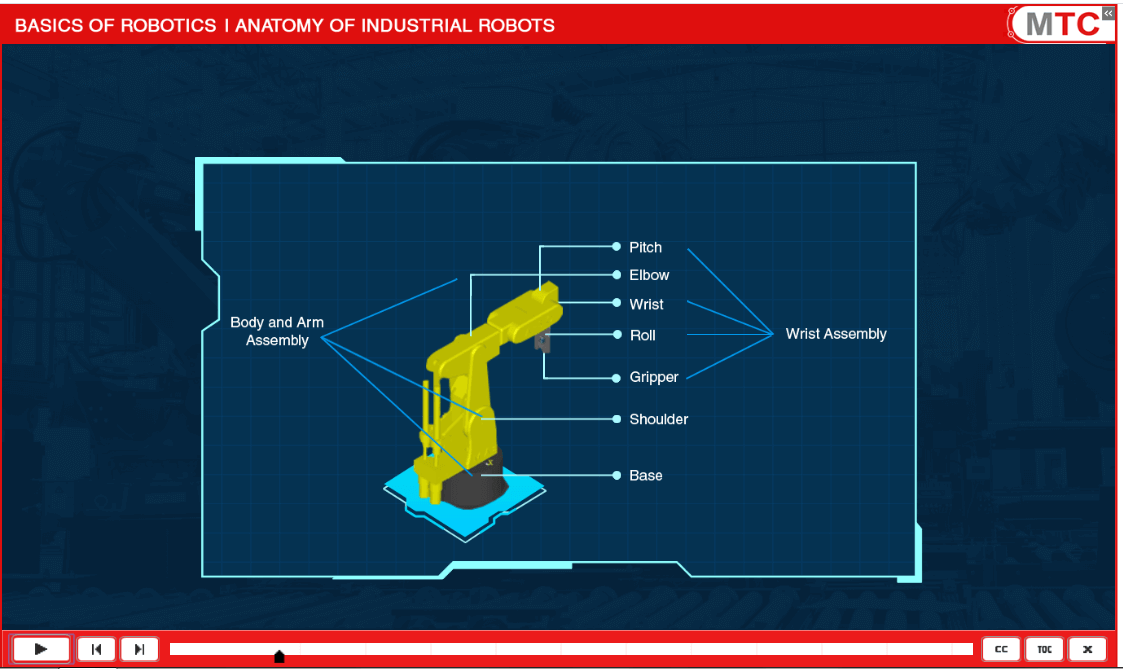 BASICS OF ROBOTICS I ANATOMY OF INDUSTRIAL ROBOTS
MTC
Pitch
Elbow
Wrist
Roll
Gripper
Shoulder
Base
Body and Arm
Assembly
Wrist Assembly
CC
TOC